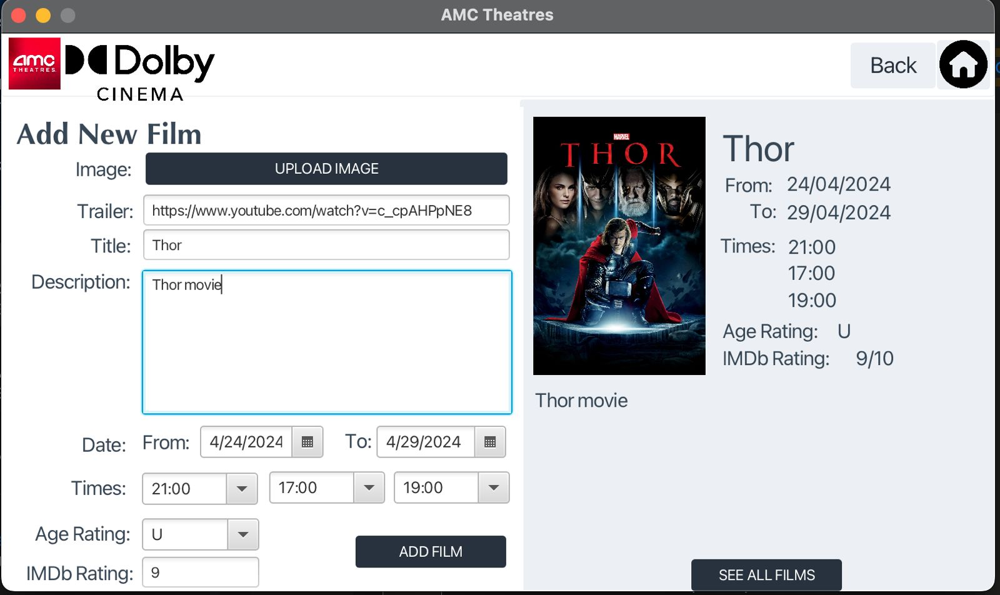 AMC Theatres
amc
THEATRES
Dolby
CINEMA
Back
Add New Film
Image: UPLOAD IMAGE
Trailer: https://www.youtube.com/watch?v=c_cpAHPpNE8
Title: Thor
Description: Thor movie
Date: From: 4/24/2024 To: 4/29/2024
Times: 21:00 17:00 19:00
Age Rating: U
IMDb Rating: 9
ADD FILM
MARVEL
THOR
Thor
From: 24/04/2024
To: 29/04/2024
Times: 21:00
17:00
19:00
Age Rating: U
IMDb Rating: 9/10
Thor movie
SEE ALL FILMS